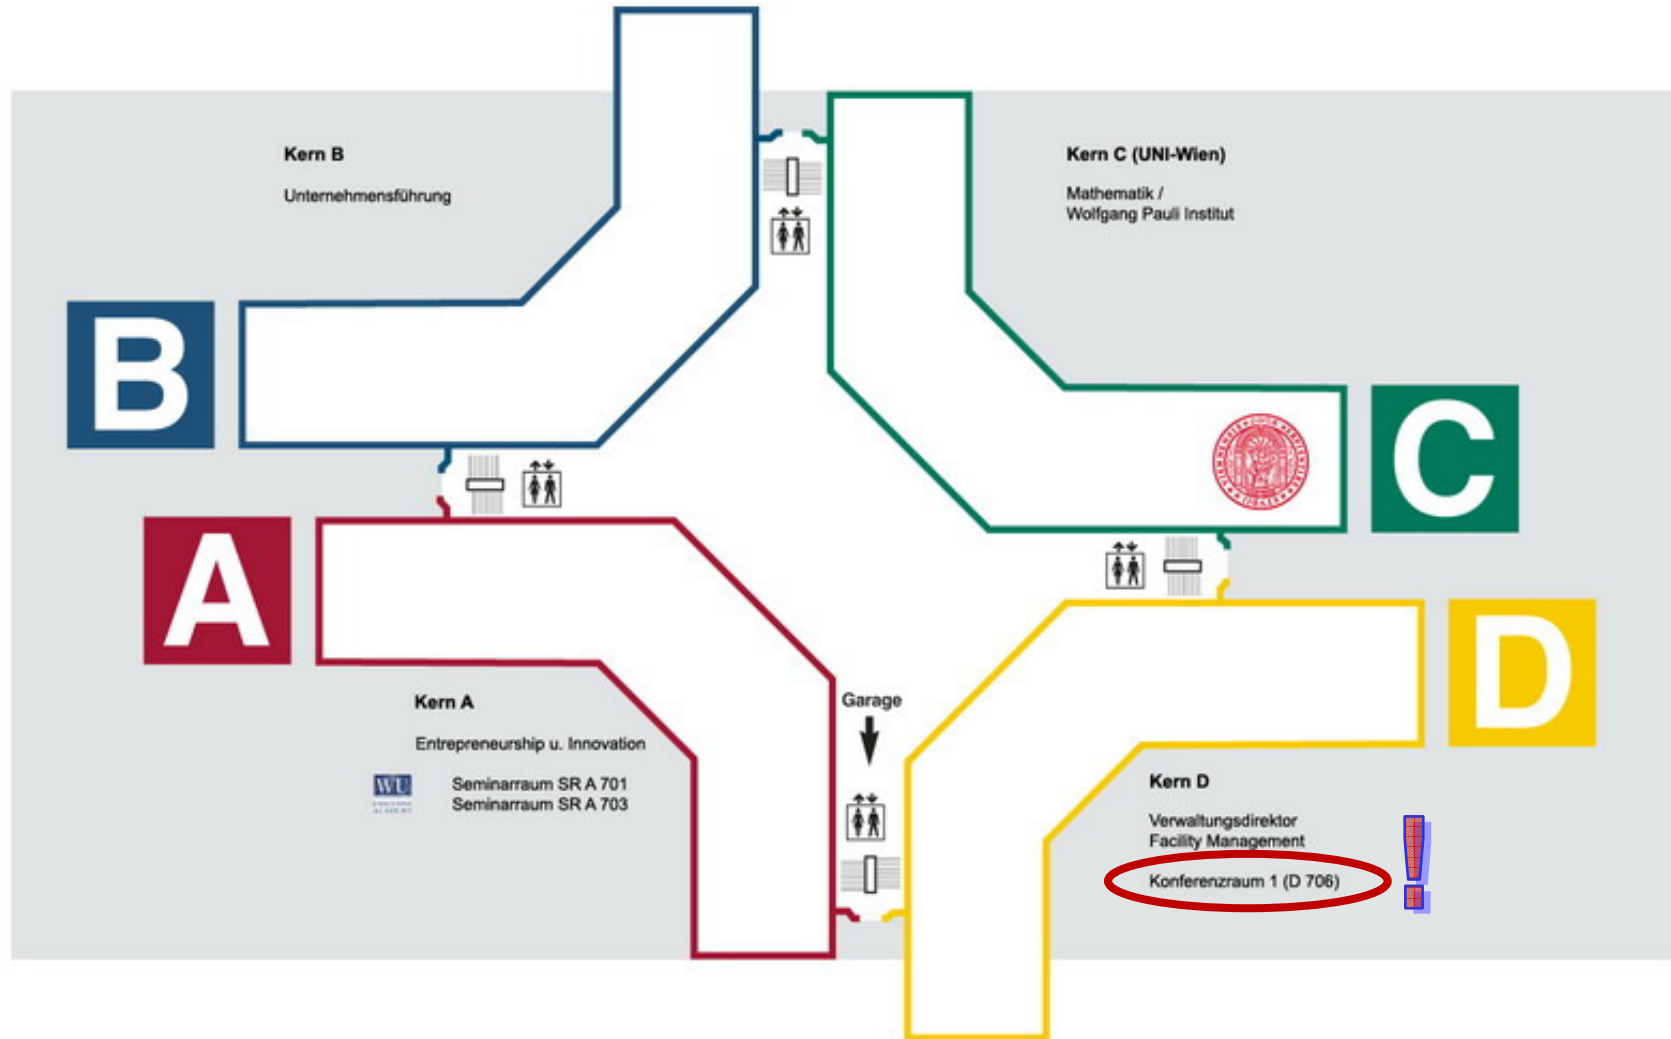 Kern B
Unternehmensführung
Kern C (UNI-Wien)
Mathematik /
Wolfgang Pauli Institut
B
C
A
D
Garage
Kern A
Entrepreneurship u. Innovation
WU
Seminarraum SR A 701
Seminarraum SR A 703
Kern D
Verwaltungsdirektor
Facility Management
Konferenzraum 1 (D 706)
!